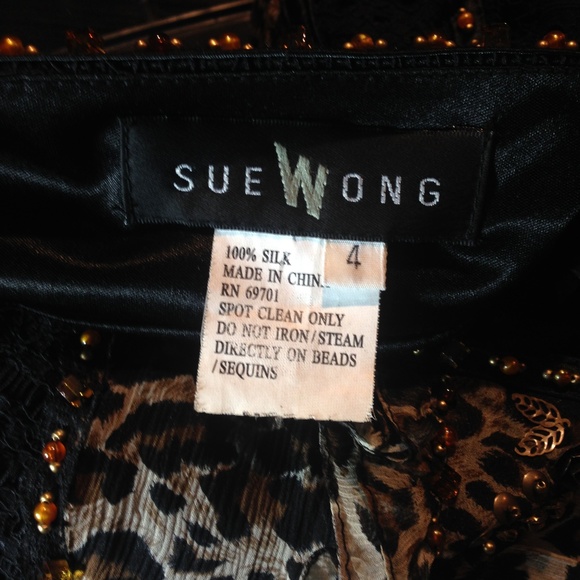 SUE WONG
4
100% SILK
MADE IN CHIN
RN 69701
SPOT CLEAN ONLY
DO NOT IRON/STEAM
DIRECTLY ON BEADS
/SEQUINS